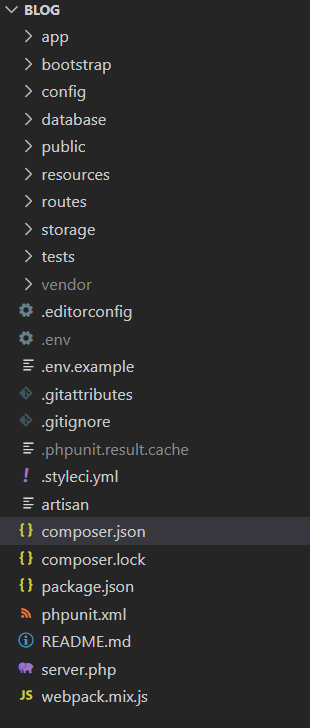 BLOG
app
bootstrap
config
database
public
resources
routes
storage
tests
vendor
.editorconfig
.env
.env.example
.gitattributes
.gitignore
.phpunit.result.cache
! .styleci.yml
artisan
{} composer.json
{} composer.lock
{} package.json
phpunit.xml
README.md
server.php
JS webpack.mix.js